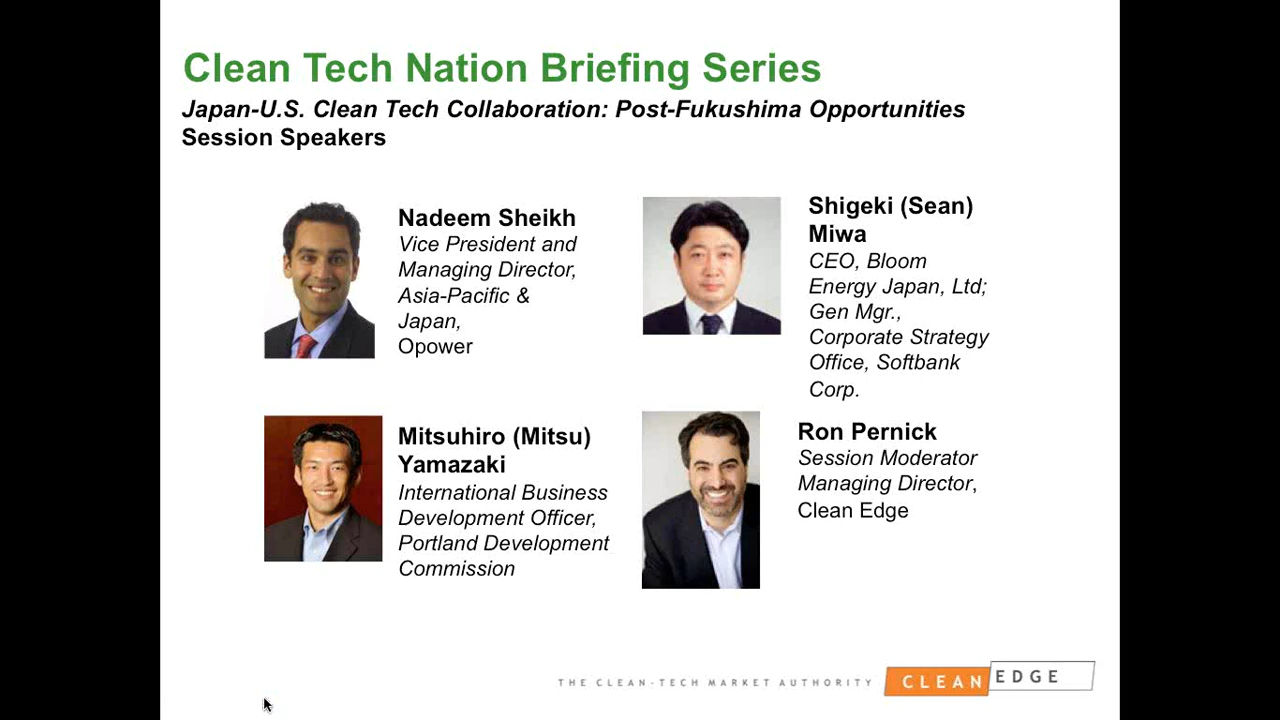 Clean Tech Nation Briefing Series
Japan-U.S. Clean Tech Collaboration: Post-Fukushima Opportunities
Session Speakers
Nadeem Sheikh
Vice President and
Managing Director,
Asia-Pacific &
Japan,
Opower
Shigeki (Sean)
Miwa
CEO, Bloom
Energy Japan, Ltd;
Gen Mgr.,
Corporate Strategy
Office, Softbank
Corp.
Mitsuhiro (Mitsu)
Yamazaki
International Business
Development Officer,
Portland Development
Commission
Ron Pernick
Session Moderator
Managing Director,
Clean Edge
THE CLEAN-TECH MARKET AUTHORITY
CLEAN EDGE